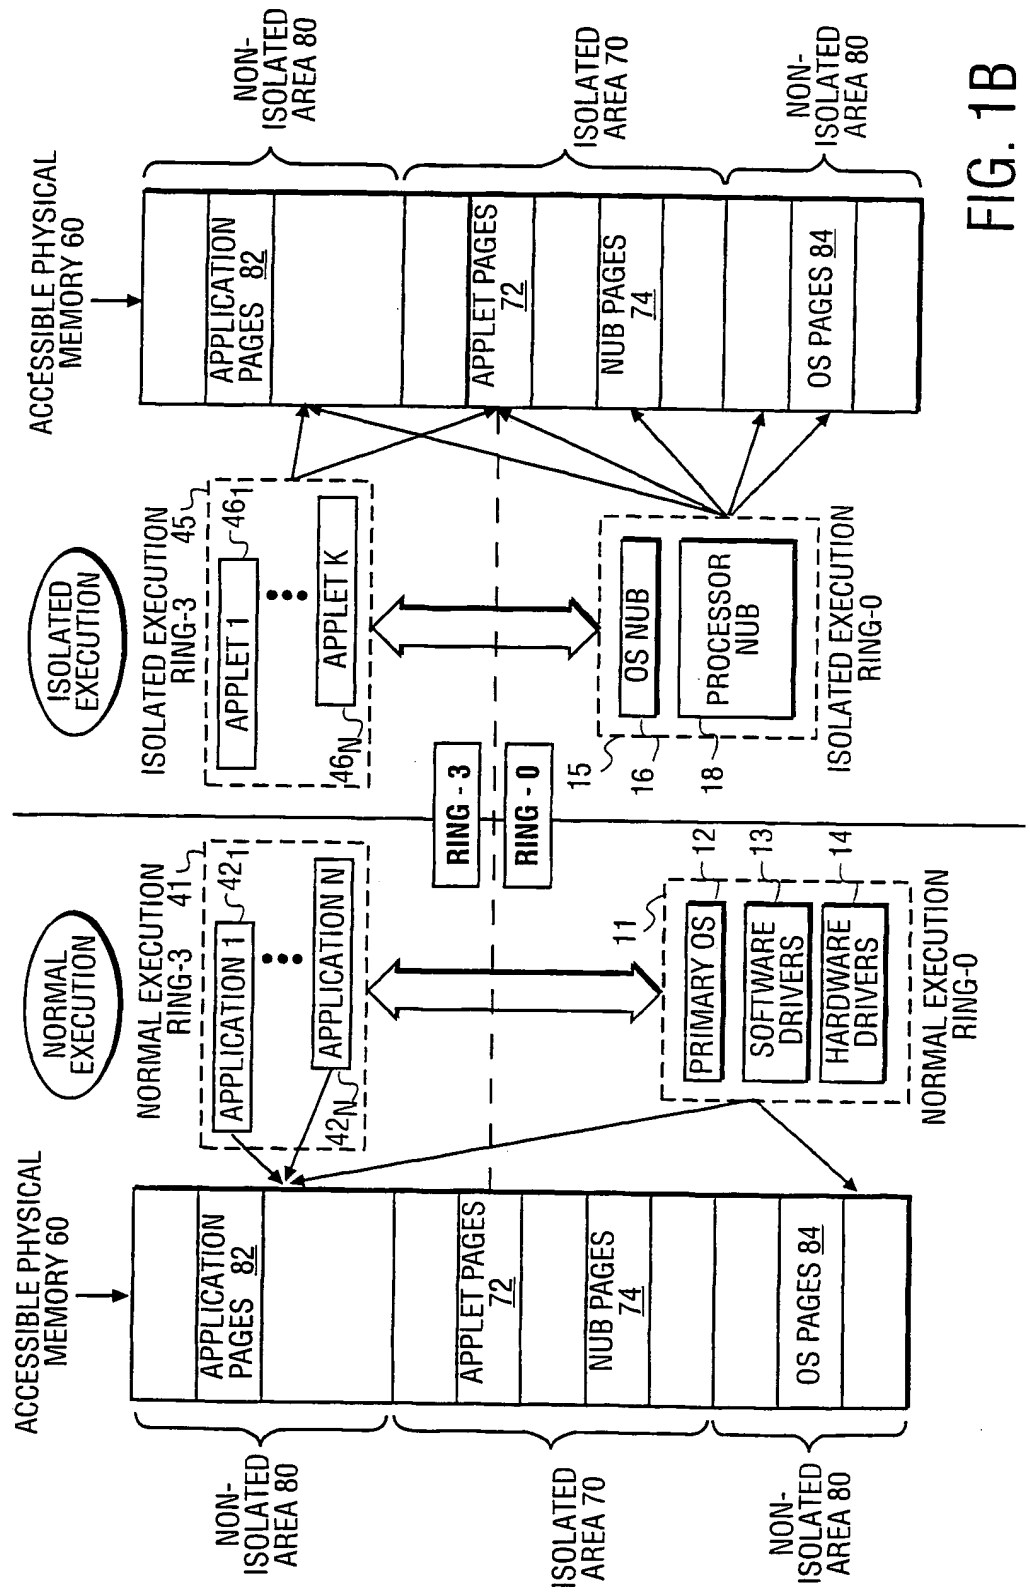 ACCESSIBLE PHYSICAL
MEMORY 60
NON-
ISOLATED
AREA 80
ISOLATED
AREA 70
NON-
ISOLATED
AREA 80
APPLICATION
PAGES 82
APPLET PAGES
72
NUB PAGES
74
OS PAGES 84
NORMAL
EXECUTION
NORMAL EXECUTION
RING-3
41
APPLICATION 1
42₁
APPLICATION N
42N
PRIMARY OS
SOFTWARE
DRIVERS
HARDWARE
DRIVERS
11
12
13
14
NORMAL EXECUTION
RING-0
RING - 3
RING - 0
ISOLATED
EXECUTION
ISOLATED EXECUTION
RING-3
45
APPLET 1
46₁
APPLET K
46N
OS NUB
PROCESSOR
NUB
15
16
18
ISOLATED EXECUTION
RING-0
ACCESSIBLE PHYSICAL
MEMORY 60
APPLICATION
PAGES 82
APPLET PAGES
72
NUB PAGES
74
OS PAGES 84
NON-
ISOLATED
AREA 80
ISOLATED
AREA 70
NON-
ISOLATED
AREA 80
FIG. 1B